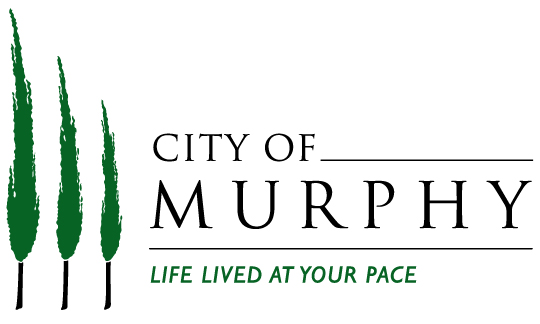 CITY OF
MURPHY
LIFE LIVED AT YOUR PACE